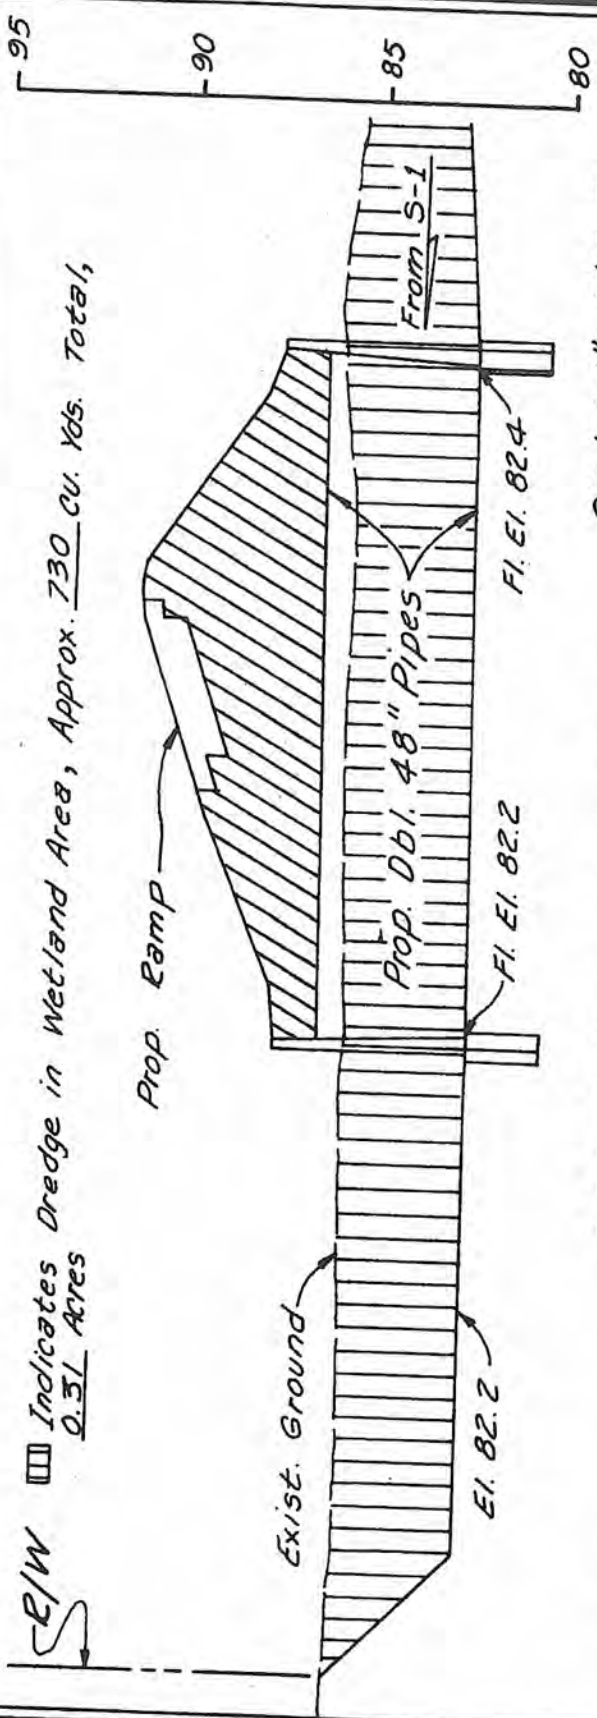 R/W
Indicates Dredge in Wetland Area, Approx. 730 Cu. Yds. Total,
0.31 Acres
Prop. Ramp
Exist. Ground
Prop. Dbl. 48" Pipes
From S-1
El. 82.2
Fl. El. 82.2
Fl. El. 82.4
95
90
85
80